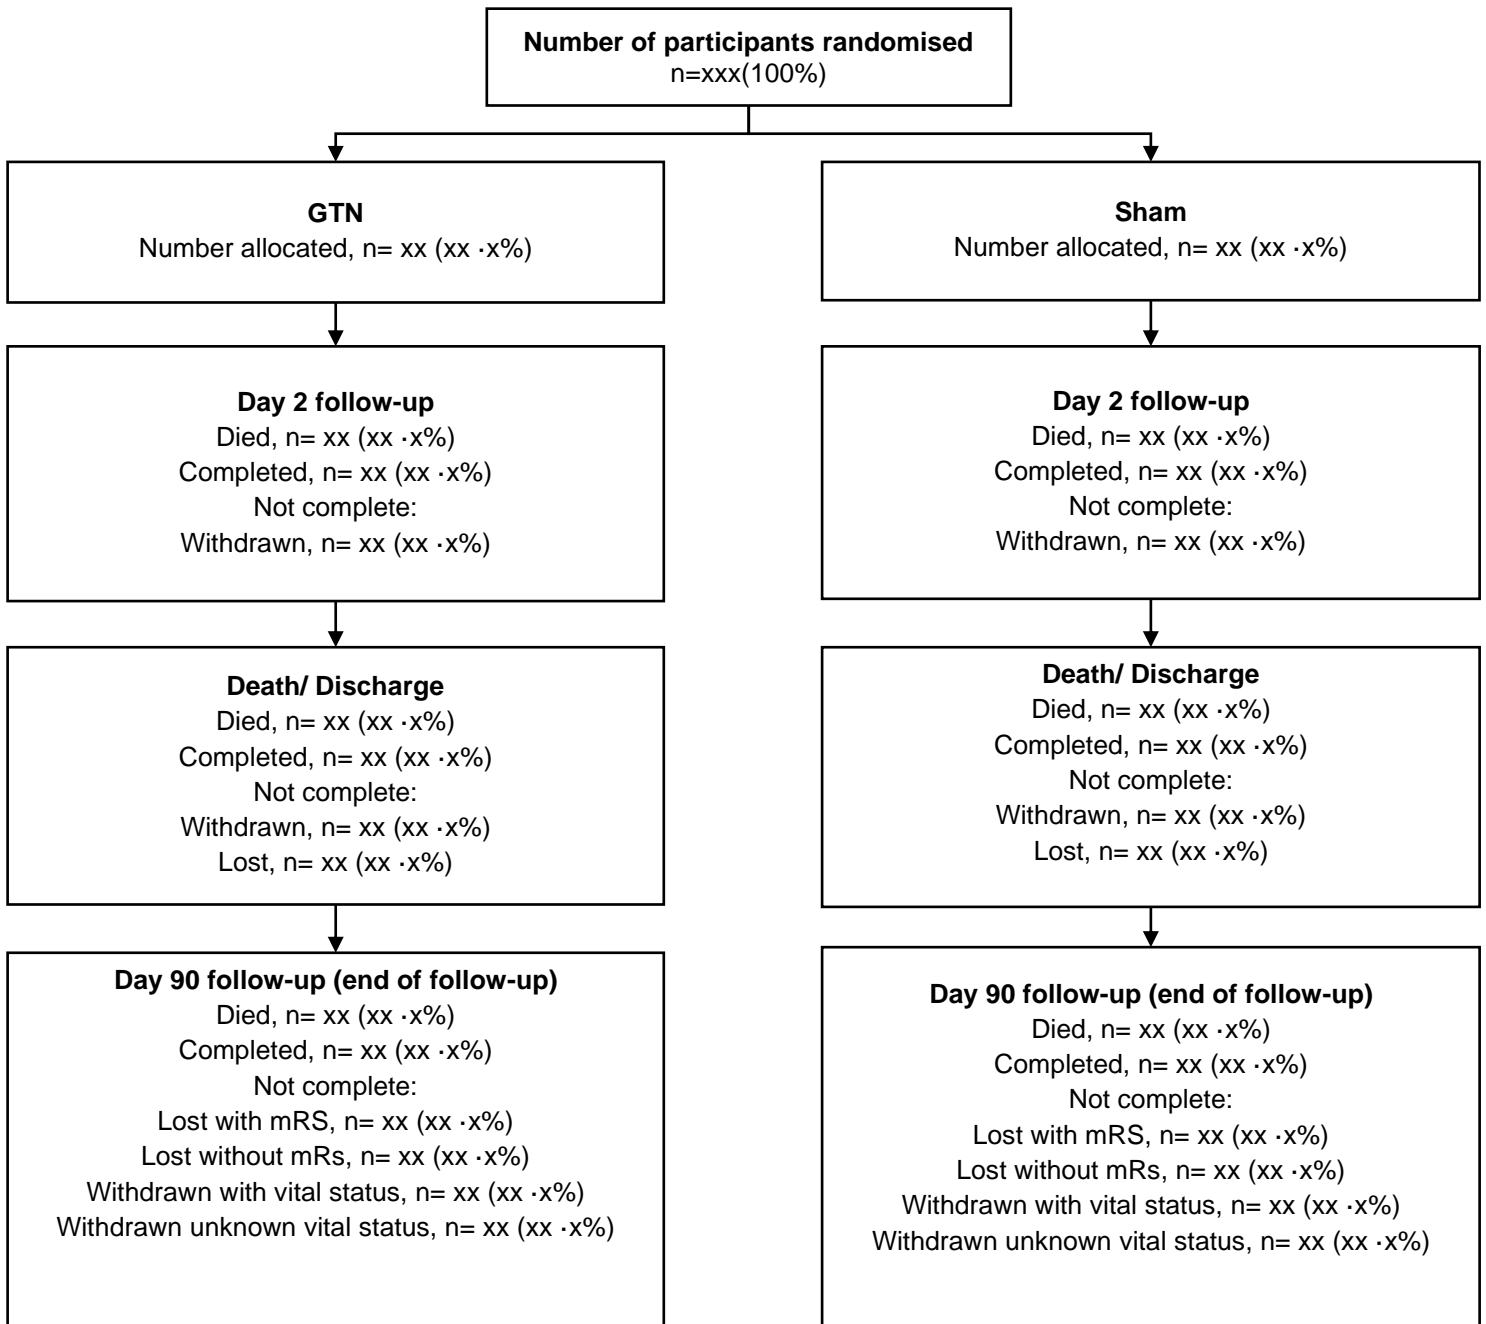 Number of participants randomised
n=xxx(100%)
GTN
Number allocated, n= xx (xx ·x%)
Sham
Number allocated, n= xx (xx ·x%)
Day 2 follow-up
Died, n= xx (xx ·x%)
Completed, n= xx (xx ·x%)
Not complete:
Withdrawn, n= xx (xx ·x%)
Day 2 follow-up
Died, n= xx (xx ·x%)
Completed, n= xx (xx ·x%)
Not complete:
Withdrawn, n= xx (xx ·x%)
Death/ Discharge
Died, n= xx (xx ·x%)
Completed, n= xx (xx ·x%)
Not complete:
Withdrawn, n= xx (xx ·x%)
Lost, n= xx (xx ·x%)
Death/ Discharge
Died, n= xx (xx ·x%)
Completed, n= xx (xx ·x%)
Not complete:
Withdrawn, n= xx (xx ·x%)
Lost, n= xx (xx ·x%)
Day 90 follow-up (end of follow-up)
Died, n= xx (xx ·x%)
Completed, n= xx (xx ·x%)
Not complete:
Lost with mRS, n= xx (xx ·x%)
Lost without mRs, n= xx (xx ·x%)
Withdrawn with vital status, n= xx (xx ·x%)
Withdrawn unknown vital status, n= xx (xx ·x%)
Day 90 follow-up (end of follow-up)
Died, n= xx (xx ·x%)
Completed, n= xx (xx ·x%)
Not complete:
Lost with mRS, n= xx (xx ·x%)
Lost without mRs, n= xx (xx ·x%)
Withdrawn with vital status, n= xx (xx ·x%)
Withdrawn unknown vital status, n= xx (xx ·x%)